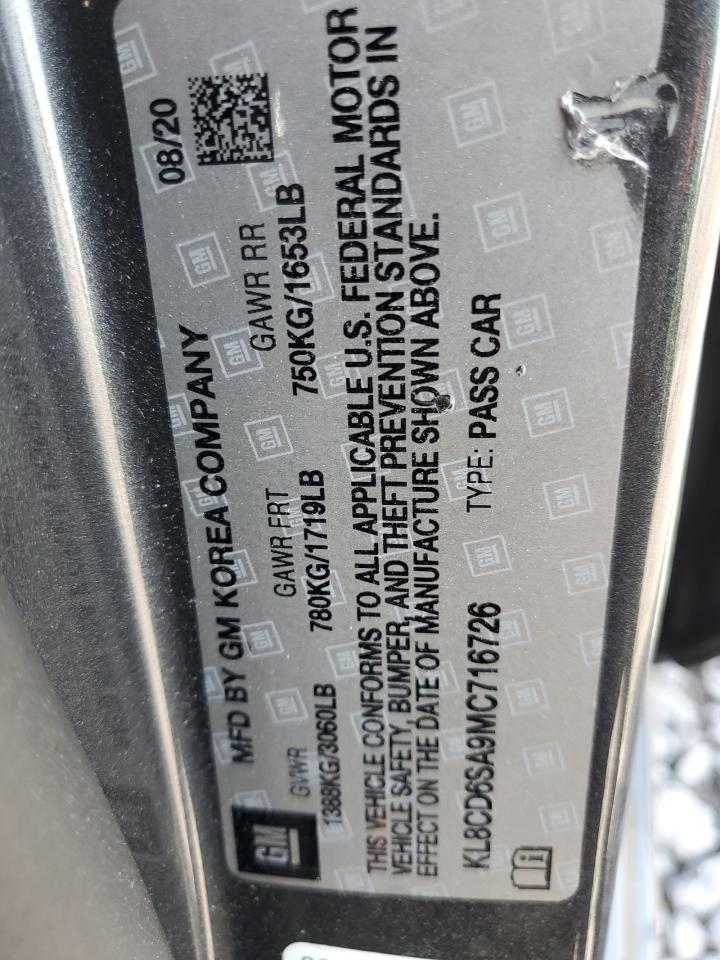 MFD BY GM KOREA COMPANY 08/20
GM
GVWR GAWR FRT GAWR RR
1388KG/3060LB 780KG/1719LB 750KG/1653LB
THIS VEHICLE CONFORMS TO ALL APPLICABLE U.S. FEDERAL MOTOR
VEHICLE SAFETY, BUMPER, AND THEFT PREVENTION STANDARDS IN
EFFECT ON THE DATE OF MANUFACTURE SHOWN ABOVE.
KL8CD6SA9MC716726 TYPE: PASS CAR